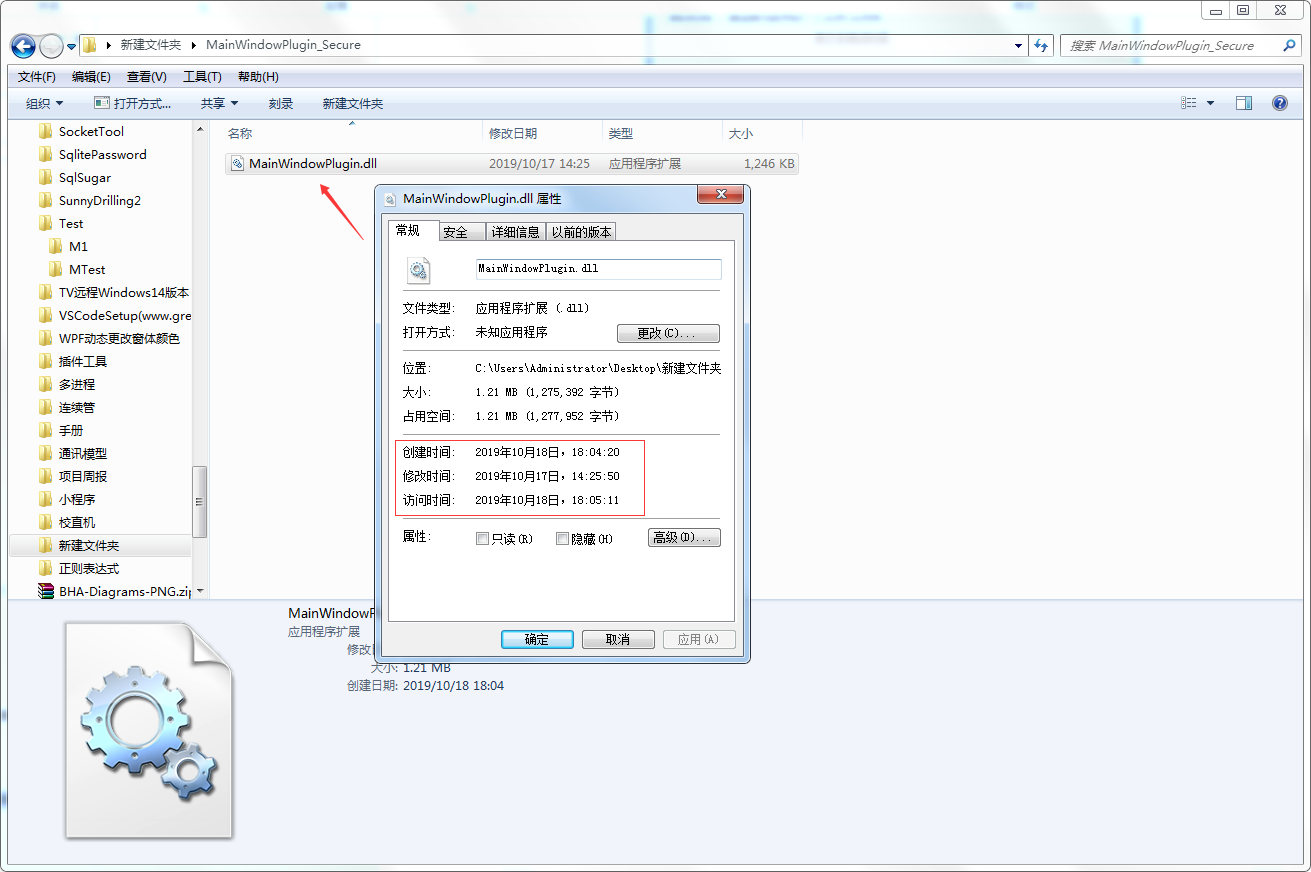 新建文件夹 MainWindowPlugin_Secure
搜索 MainWindowPlugin_Secure
文件(F) 编辑(E) 查看(V) 工具(T) 帮助(H)
组织 打开方式... 共享 刻录 新建文件夹
SocketTool
SqlitePassword
SqlSugar
SunnyDrilling2
Test
M1
MTest
TV远程Windows14版本
VSCodeSetup(www.gre
WPF动态更改窗体颜色
插件工具
多进程
连续管
手册
通讯模型
项目周报
小程序
校直机
新建文件夹
正则表达式
BHA-Diagrams-PNG.zip
名称 修改日期 类型 大小
MainWindowPlugin.dll 2019/10/17 14:25 应用程序扩展 1,246 KB
MainWindowPlugin.dll 属性
常规 安全 详细信息 以前的版本
MainWindowPlugin.dll
文件类型: 应用程序扩展 (.dll)
打开方式: 未知应用程序 更改(C)...
位置: C:\Users\Administrator\Desktop\新建文件夹
大小: 1.21 MB (1,275,392 字节)
占用空间: 1.21 MB (1,277,952 字节)
创建时间: 2019年10月18日，18:04:20
修改时间: 2019年10月17日，14:25:50
访问时间: 2019年10月18日，18:05:11
属性: 只读(R) 隐藏(H) 高级(D)...
确定 取消 应用(A)
MainWindowP
应用程序扩展
修改
大小: 1.21 MB
创建日期: 2019/10/18 18:04